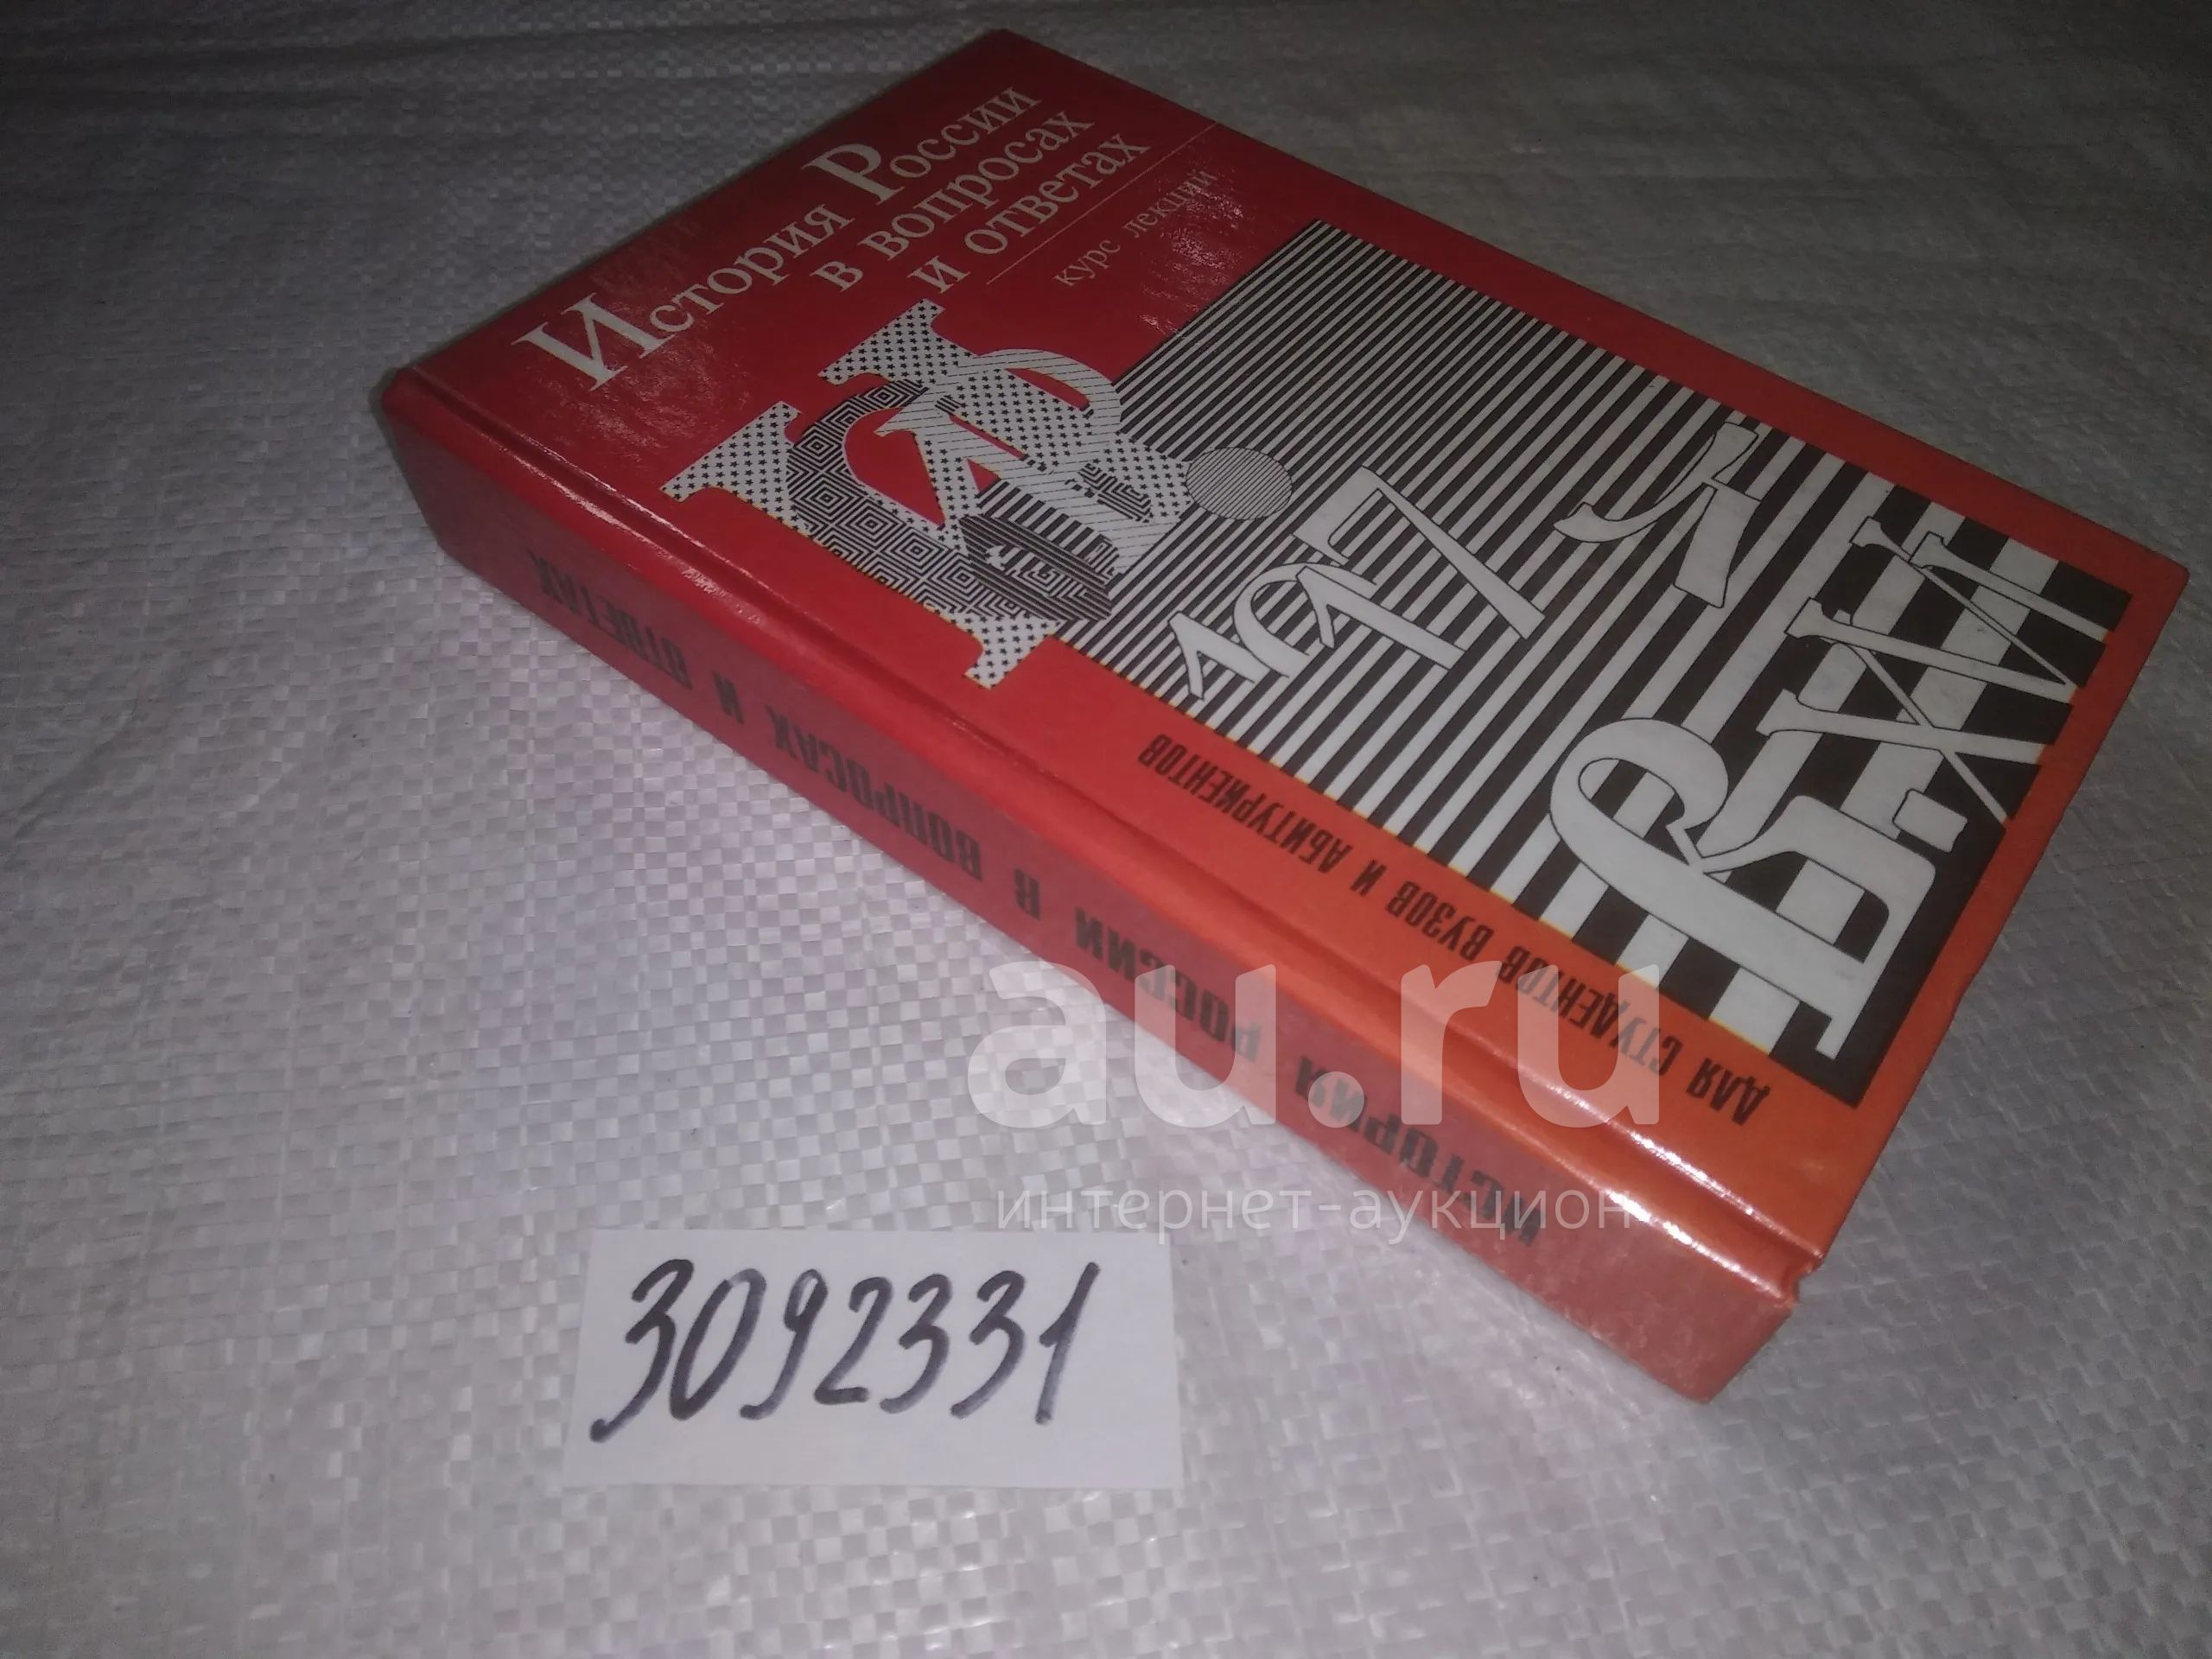 История России
в вопросах
и ответах
курс лекций
1917
ДЛЯ СТУДЕНТОВ ВУЗОВ И АБИТУРИЕНТОВ
ИСТОРИЯ РОССИИ В ВОПРОСАХ И ОТВЕТАХ
au.ru
интернет-аукцион
3092331